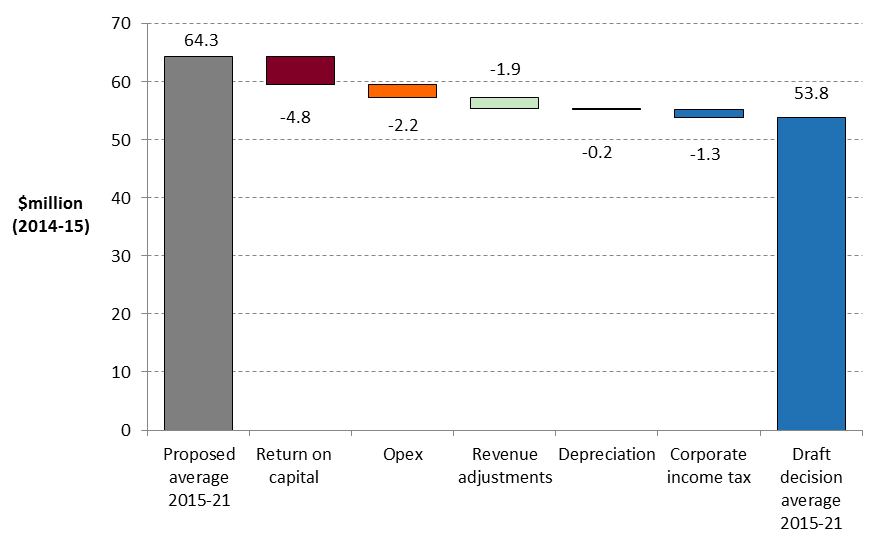 70
64.3
60
-1.9
-4.8
-2.2
-0.2
-1.3
53.8
50
$million
(2014-15)
40
30
20
10
0
Proposed
average
2015-21
Return on
capital
Opex
Revenue
adjustments
Depreciation
Corporate
income tax
Draft
decision
average
2015-21